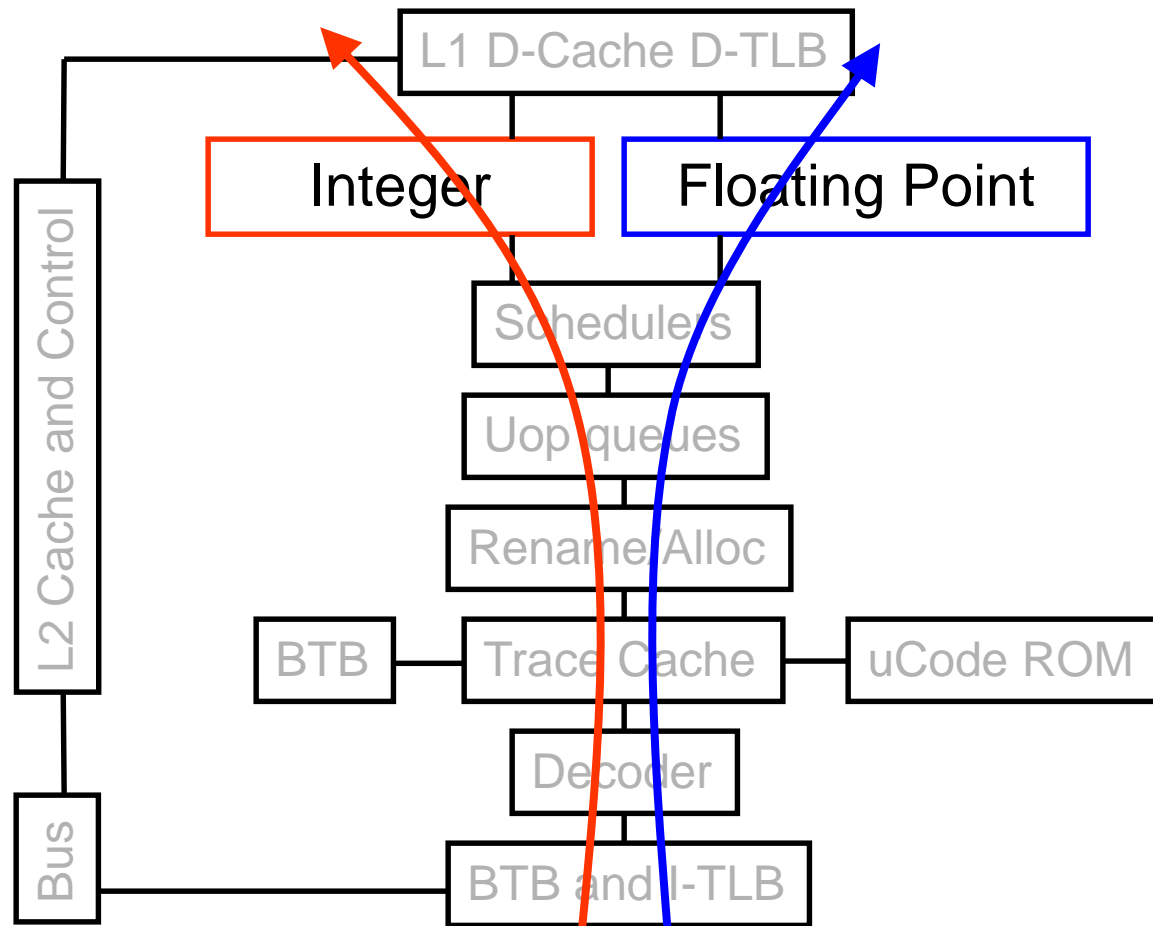 L1 D-Cache D-TLB
Integer
Floating Point
L2 Cache and Control
Schedulers
Uop queues
Rename/Alloc
BTB
Trace Cache
uCode ROM
Decoder
Bus
BTB and I-TLB